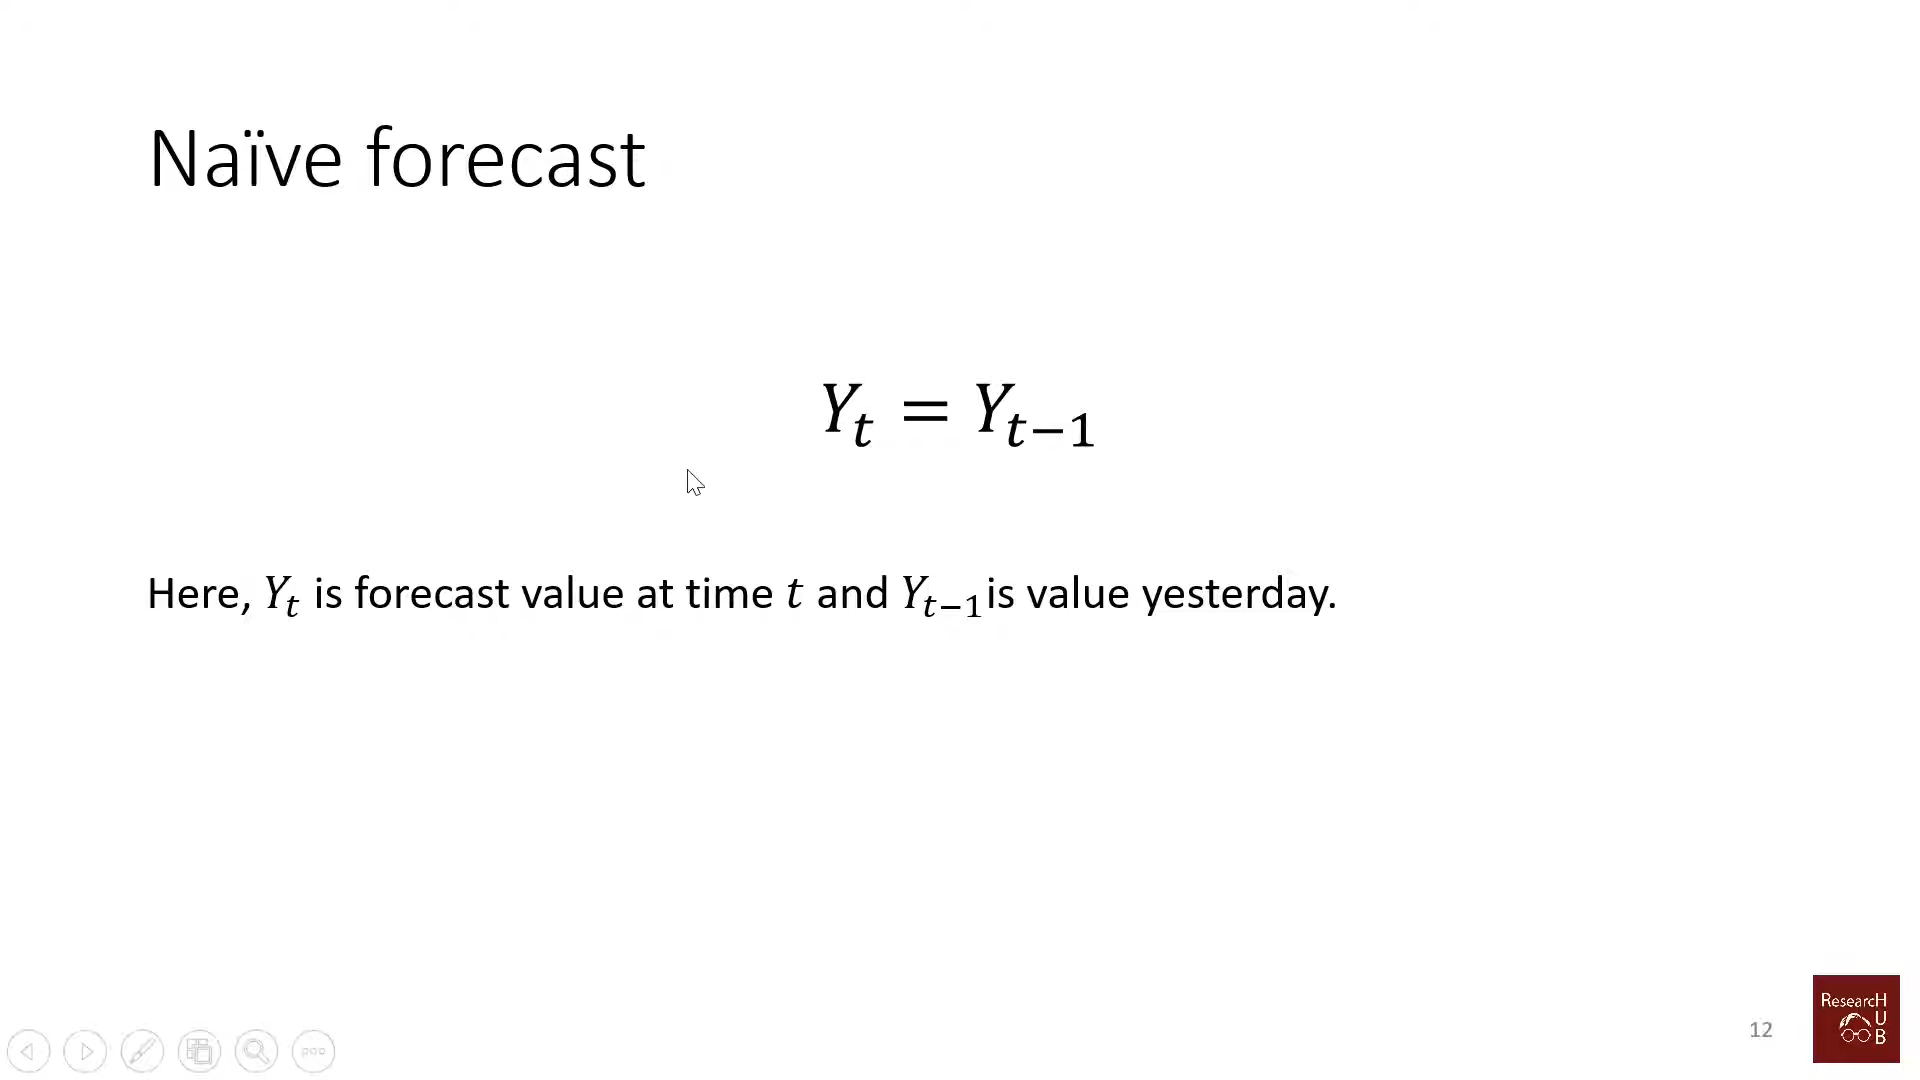 Naïve forecast
Yₜ = Yₜ₋₁
Here, Yₜ is forecast value at time t and Yₜ₋₁ is value yesterday.
12
ResearcH
U
B